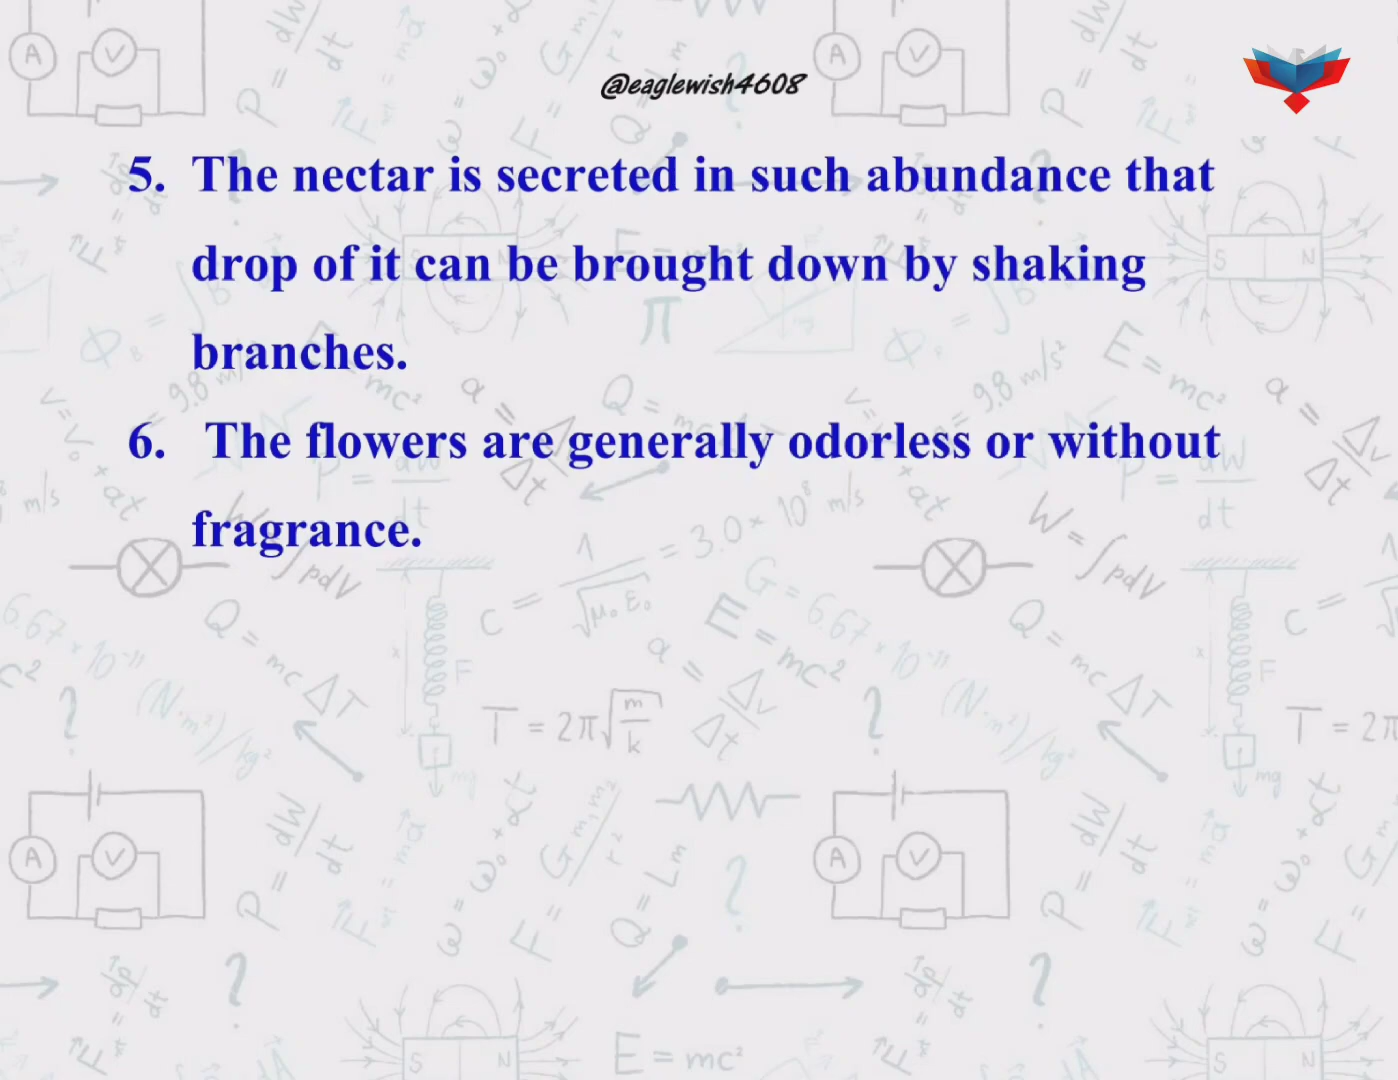 @eaglewish4608
5. The nectar is secreted in such abundance that
drop of it can be brought down by shaking
branches.
6. The flowers are generally odorless or without
fragrance.